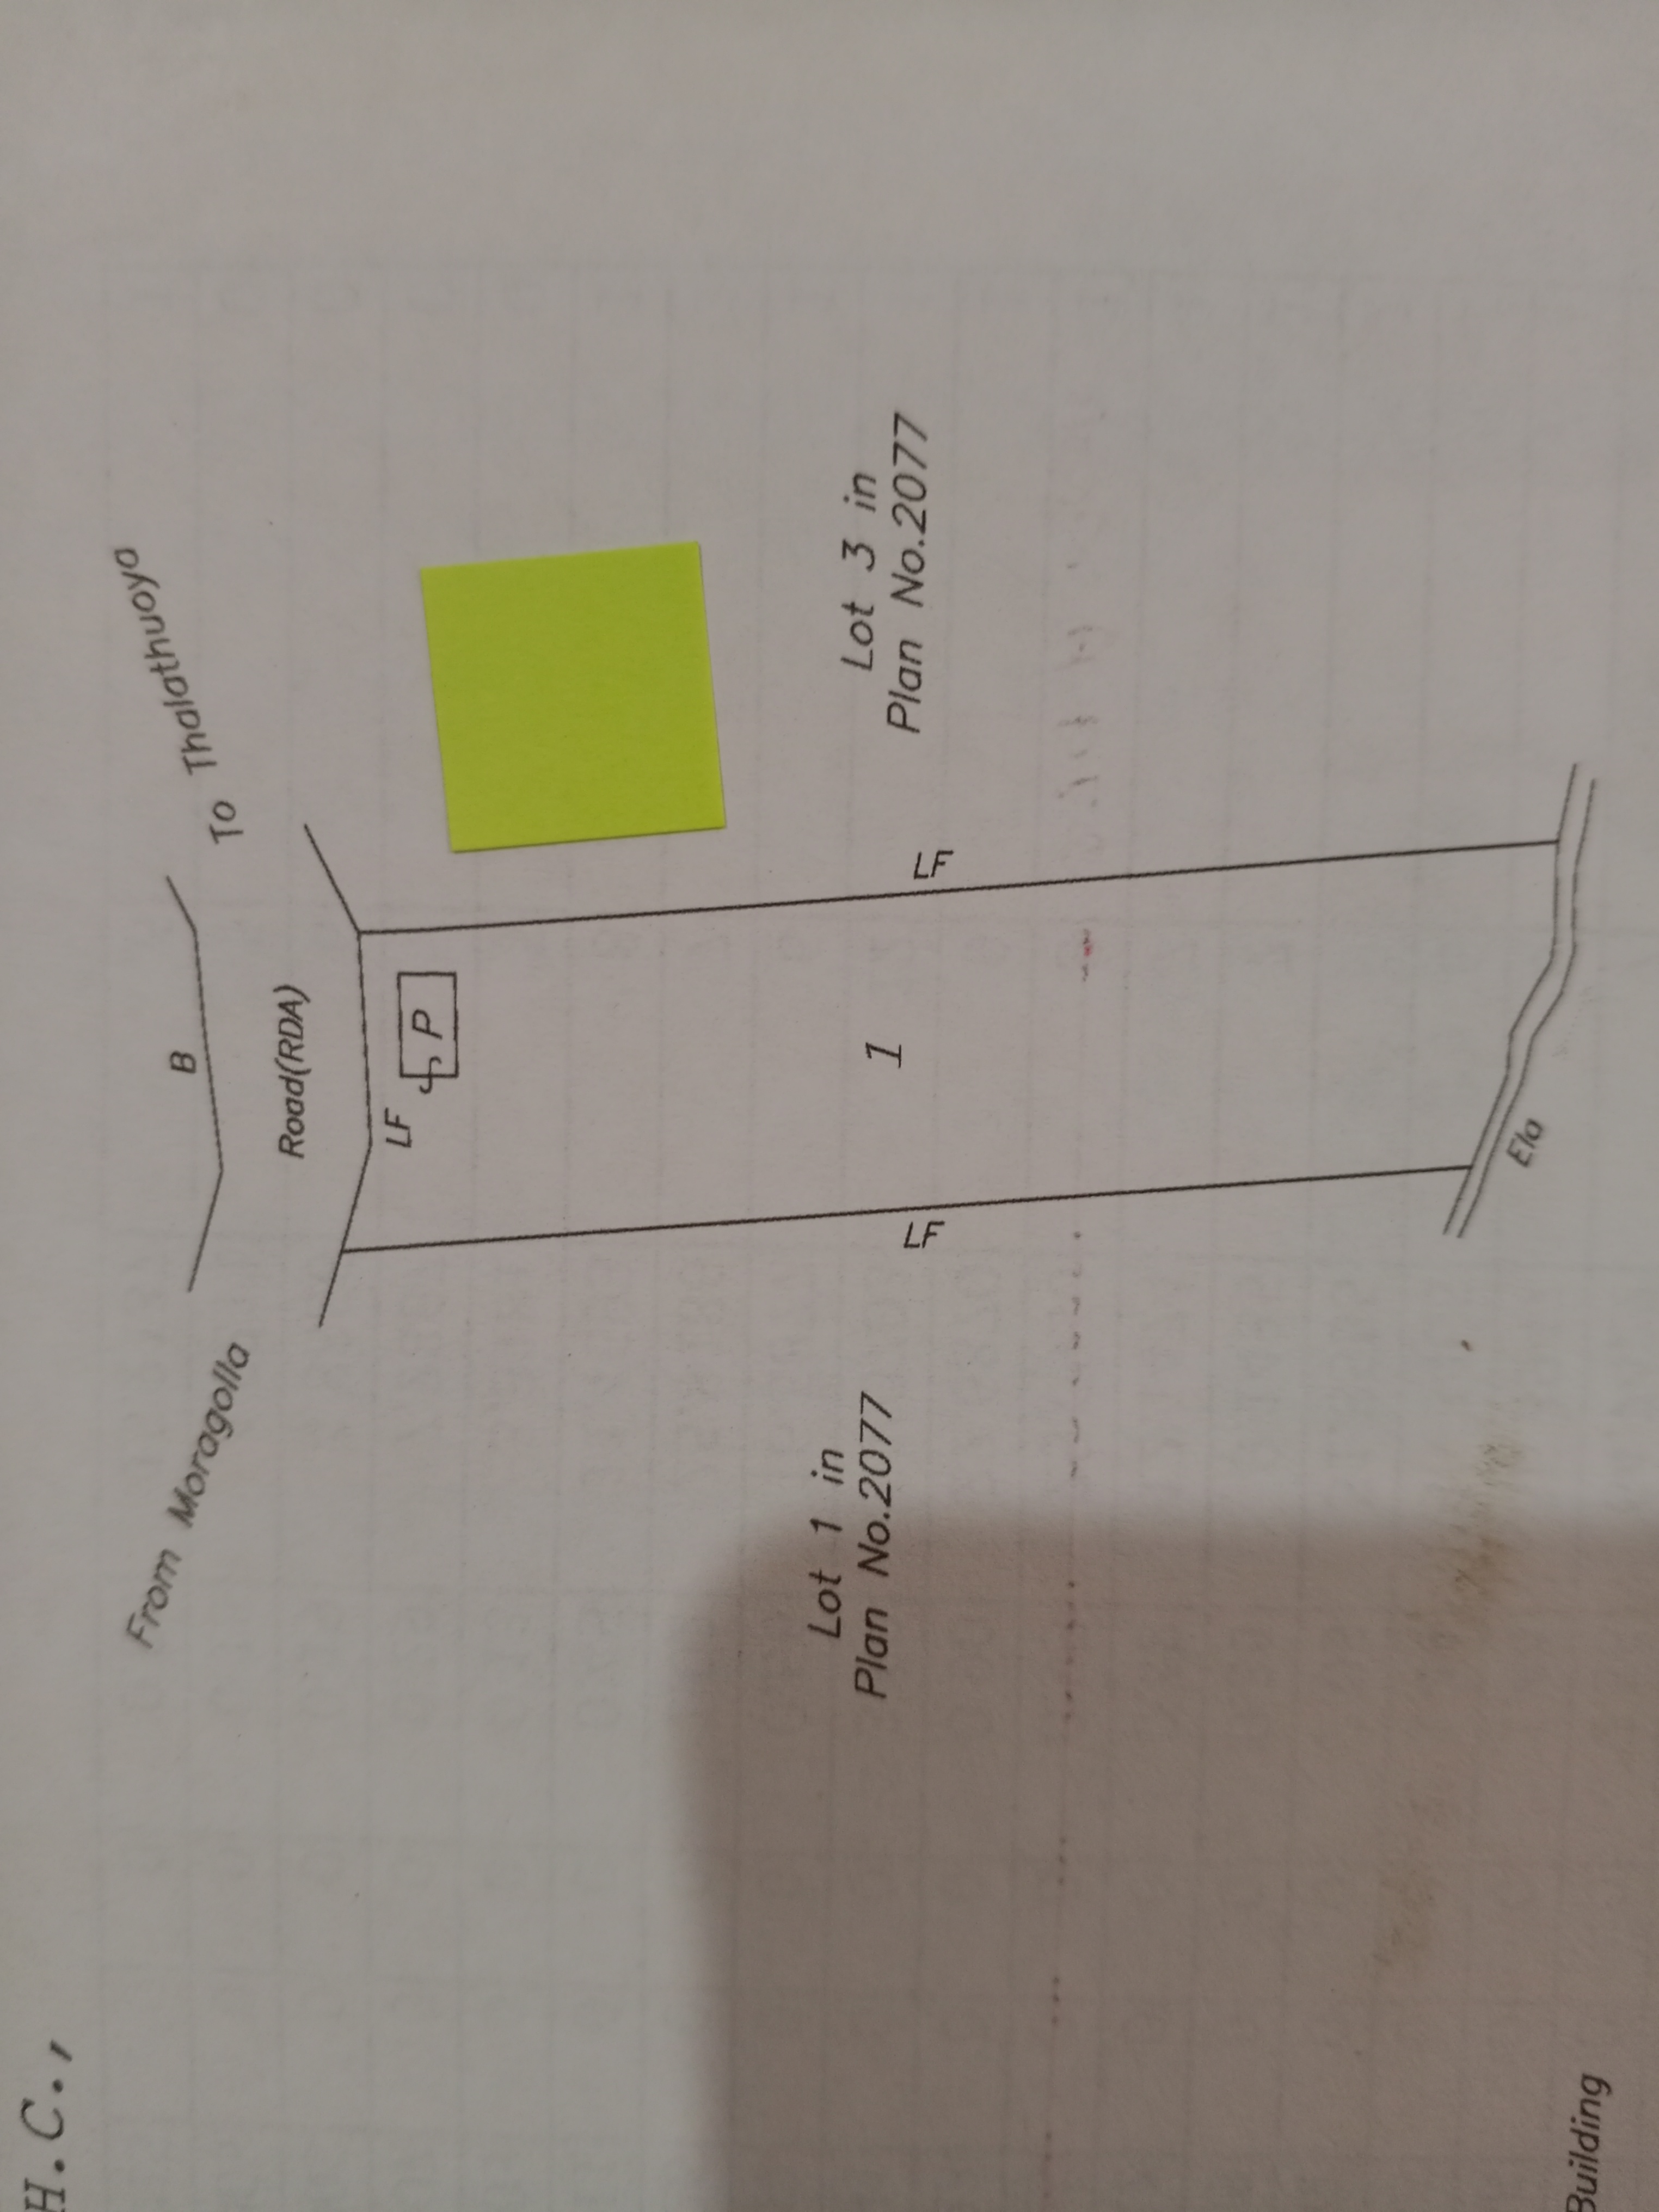 H.C.,
From Moragolla
To Thalathuoya
B
Road(RDA)
LF
P
Lot 1 in
Plan No.2077
LF
1
LF
Lot 3 in
Plan No.2077
Ela
Building